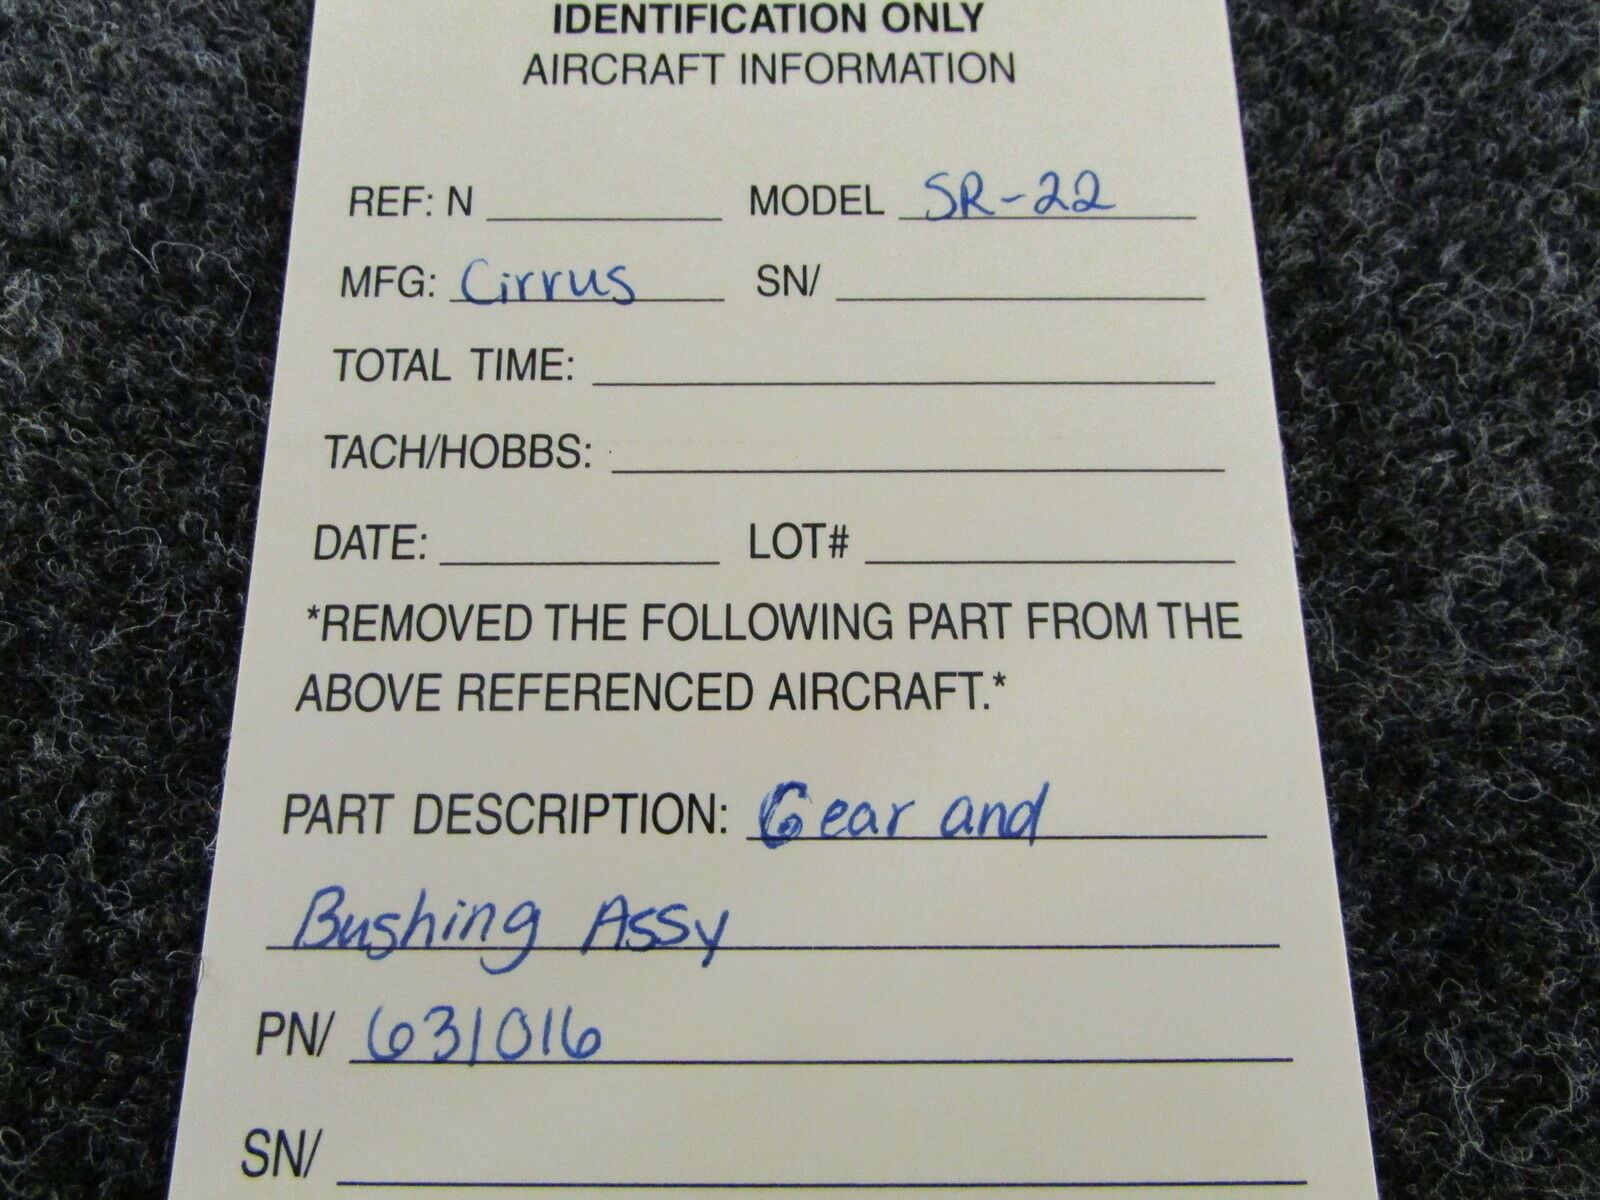 IDENTIFICATION ONLY
AIRCRAFT INFORMATION
REF: N MODEL SR-22
MFG: Cirrus SN/
TOTAL TIME:
TACH/HOBBS:
DATE: LOT#
*REMOVED THE FOLLOWING PART FROM THE
ABOVE REFERENCED AIRCRAFT.*
PART DESCRIPTION: Gear and
Bushing Assy
PN/ 631016
SN/